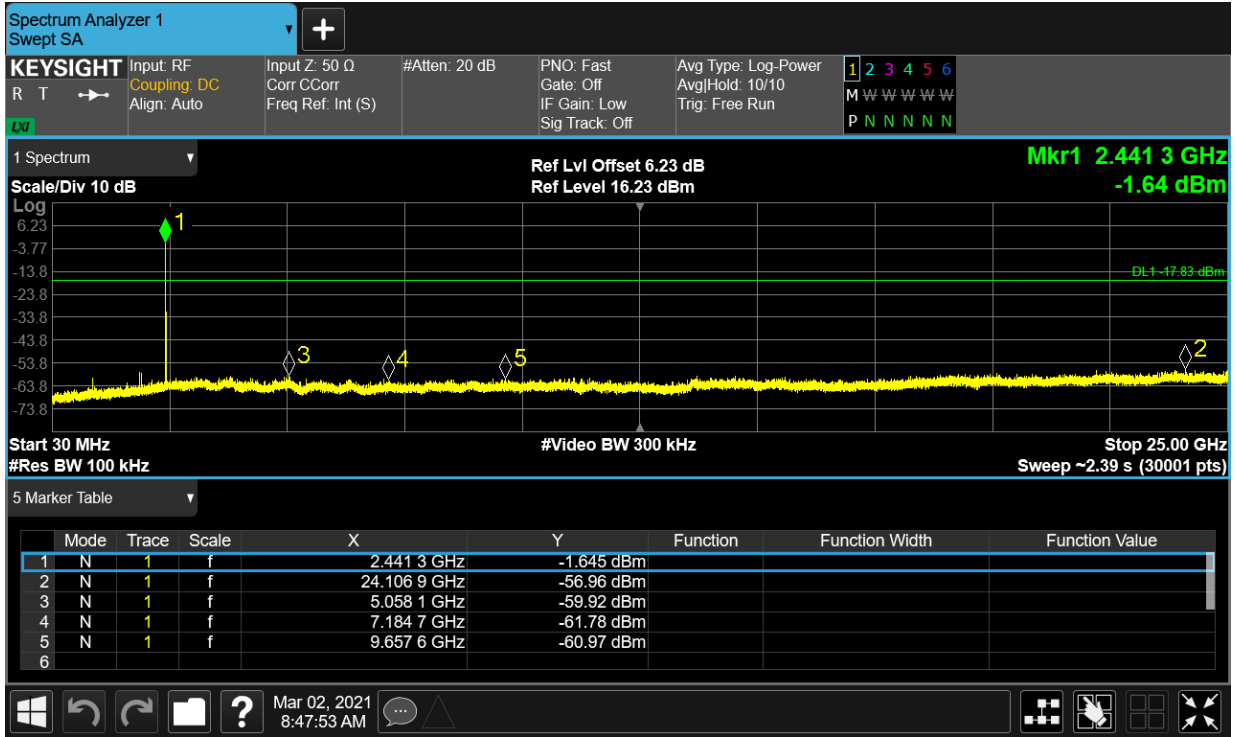 Spectrum Analyzer 1
Swept SA
KEYSIGHT Input: RF Input Z: 50 Ω #Atten: 20 dB PNO: Fast Avg Type: Log-Power 1 2 3 4 5 6
R T Coupling: DC Corr CCorr Gate: Off Avg|Hold: 10/10 M W W W W W
Align: Auto Freq Ref: Int (S) IF Gain: Low Trig: Free Run
LXI Sig Track: Off P N N N N N
1 Spectrum Ref Lvl Offset 6.23 dB Mkr1 2.441 3 GHz
Scale/Div 10 dB Ref Level 16.23 dBm -1.64 dBm
Log
1
6.23
-3.77
-13.8 DL1 -17.83 dBm
-23.8
-33.8
-43.8
3 4 5 2
-53.8
-63.8
-73.8
Start 30 MHz #Video BW 300 kHz Stop 25.00 GHz
#Res BW 100 kHz Sweep ~2.39 s (30001 pts)
5 Marker Table
Mode Trace Scale X Y Function Function Width Function Value
1 N 1 f 2.441 3 GHz -1.645 dBm
2 N 1 f 24.106 9 GHz -56.96 dBm
3 N 1 f 5.058 1 GHz -59.92 dBm
4 N 1 f 7.184 7 GHz -61.78 dBm
5 N 1 f 9.657 6 GHz -60.97 dBm
6
? Mar 02, 2021
8:47:53 AM